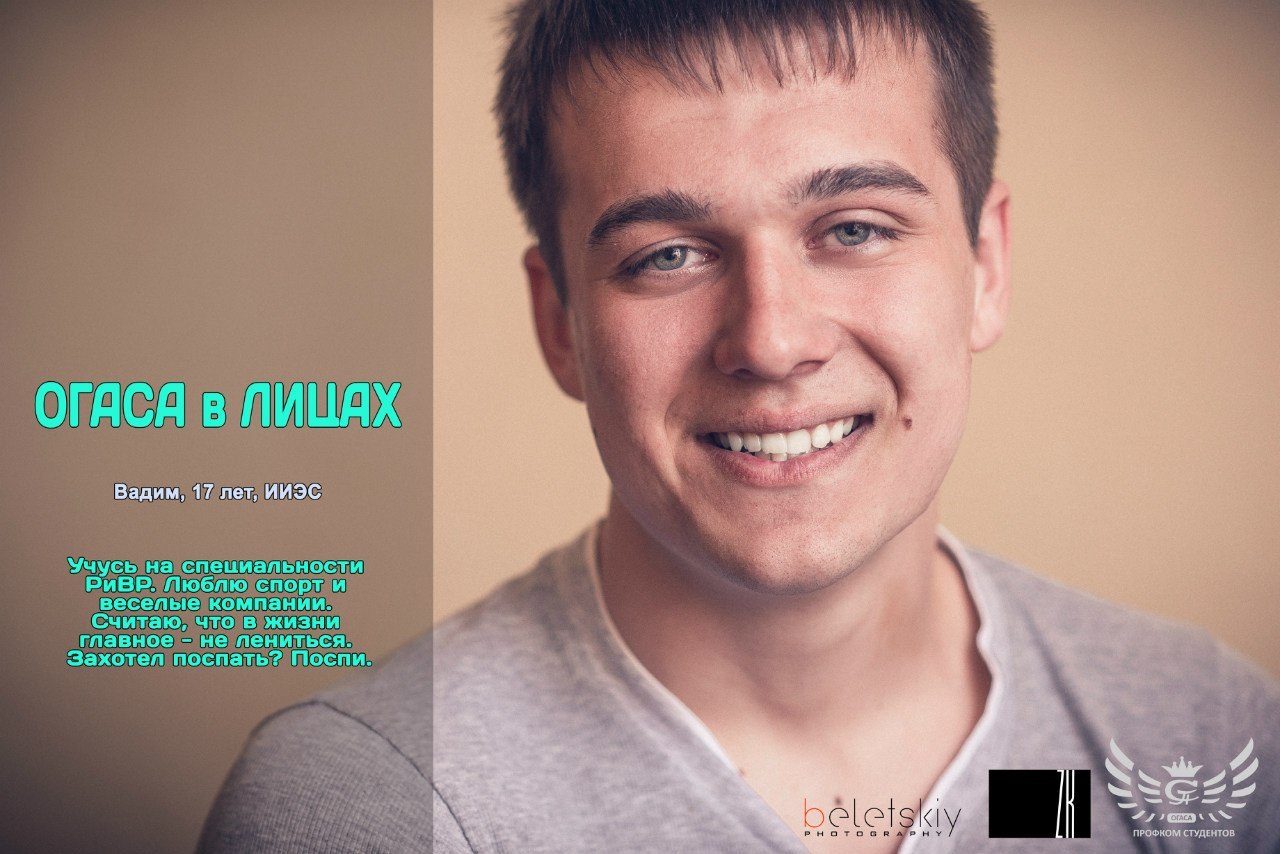 ОГАСА в ЛИЦАХ
Вадим, 17 лет, ИИЭС
Учусь на специальности
РиВР. Люблю спорт и
веселые компании.
Считаю, что в жизни
главное - не лениться.
Захотел поспать? Поспи.
beletskiy
PHOTOGRAPHY
ZK
ОГАСА
ПРОФКОМ СТУДЕНТОВ